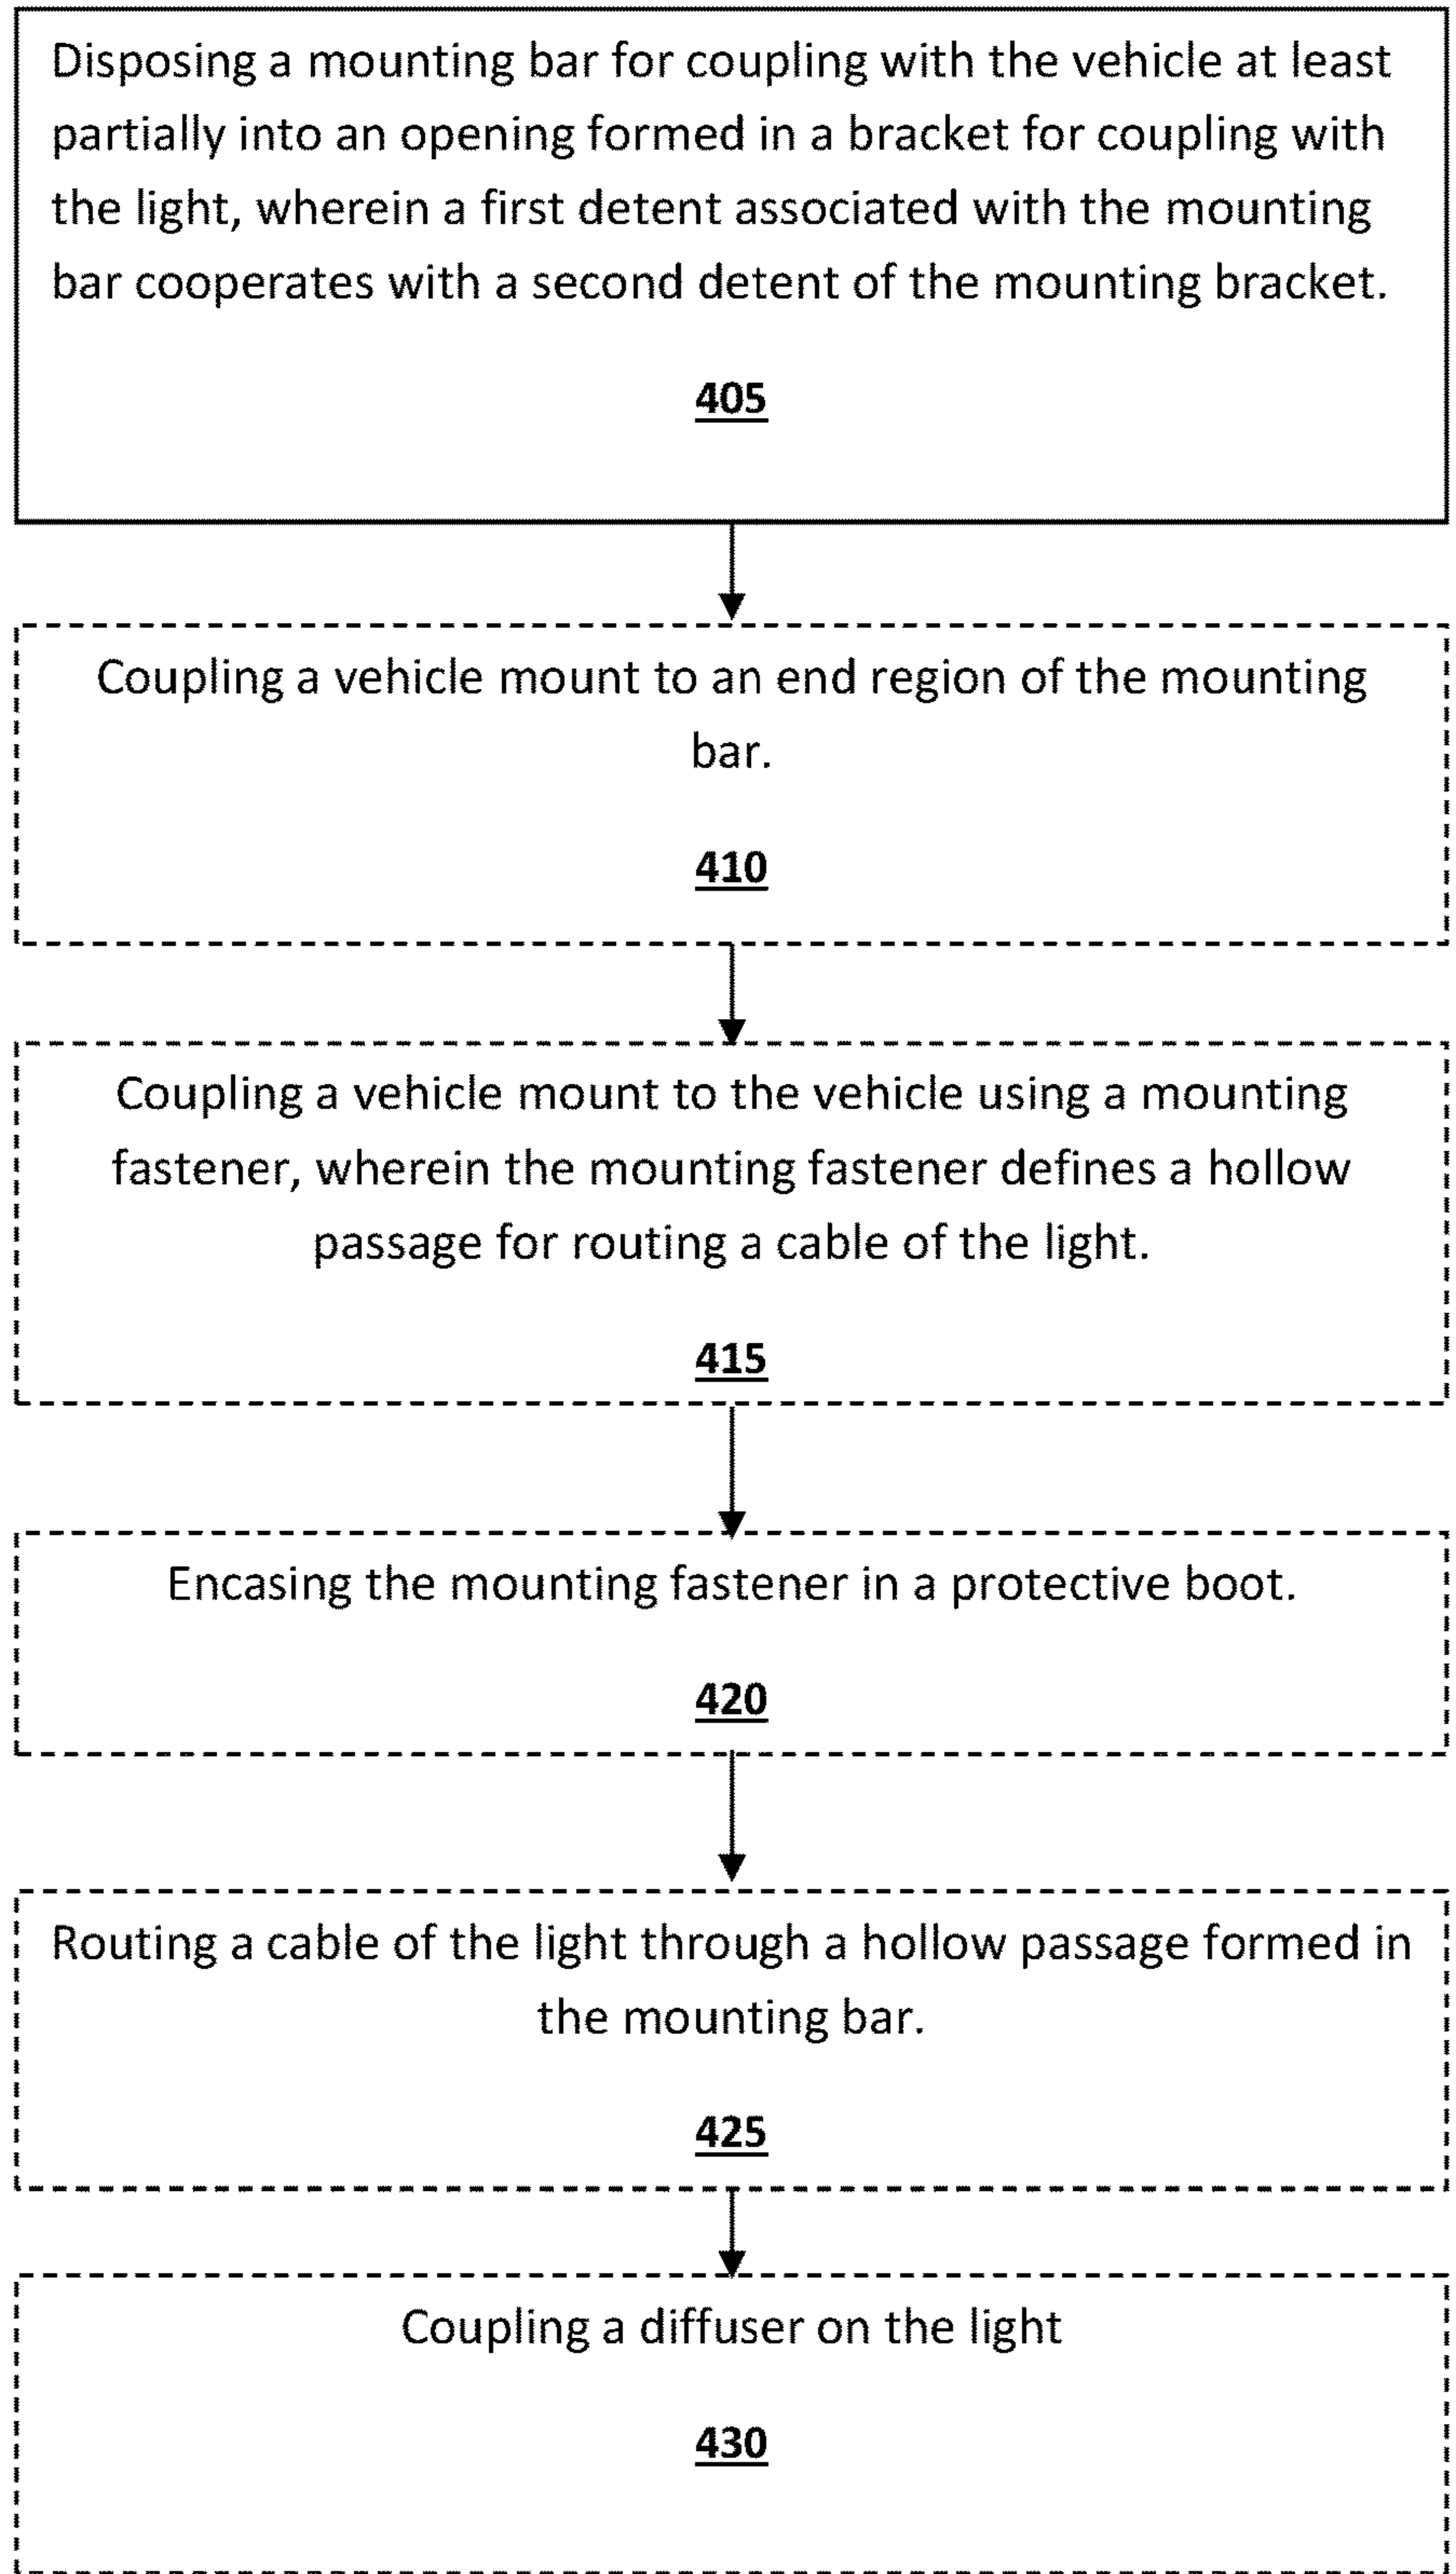 Disposing a mounting bar for coupling with the vehicle at least
partially into an opening formed in a bracket for coupling with
the light, wherein a first detent associated with the mounting
bar cooperates with a second detent of the mounting bracket.
405
Coupling a vehicle mount to an end region of the mounting
bar.
410
Coupling a vehicle mount to the vehicle using a mounting
fastener, wherein the mounting fastener defines a hollow
passage for routing a cable of the light.
415
Encasing the mounting fastener in a protective boot.
420
Routing a cable of the light through a hollow passage formed in
the mounting bar.
425
Coupling a diffuser on the light
430